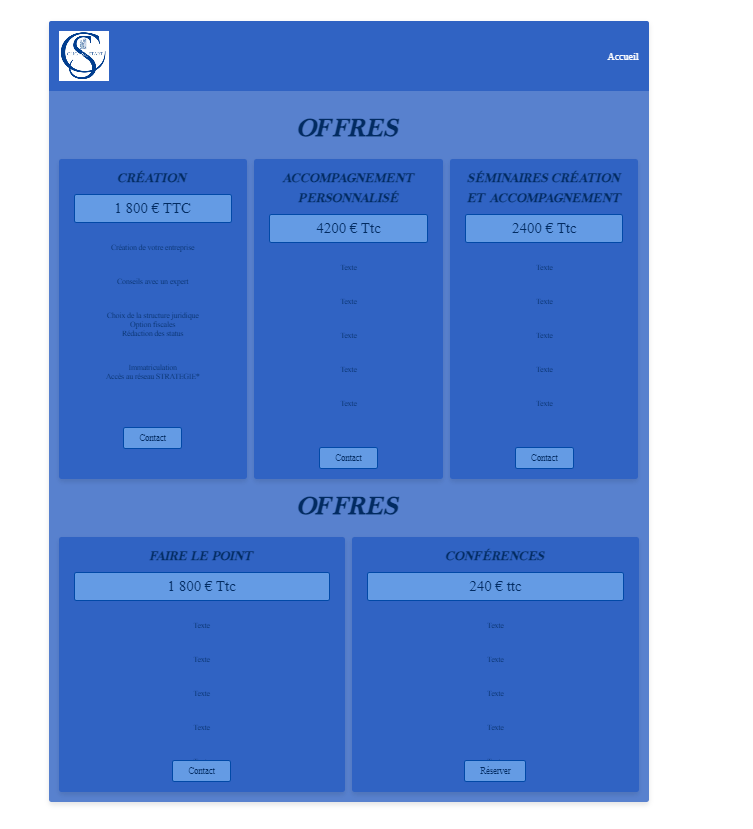 Accueil
OFFRES
CRÉATION
1 800 € TTC
Création de votre entreprise
Conseils avec un expert
Choix de la structure juridique
Option fiscales
Rédaction des status
Immatriculation
Accès au réseau STRATEGIE®
Contact
ACCOMPAGNEMENT
PERSONNALISÉ
4200 € Ttc
Texte
Texte
Texte
Texte
Texte
Contact
SÉMINAIRES CRÉATION
ET ACCOMPAGNEMENT
2400 € Ttc
Texte
Texte
Texte
Texte
Texte
Contact
OFFRES
FAIRE LE POINT
1 800 € Ttc
Texte
Texte
Texte
Texte
Contact
CONFÉRENCES
240 € ttc
Texte
Texte
Texte
Texte
Réserver